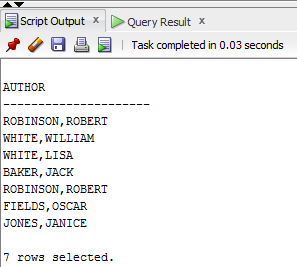 Script Output x Query Result x
Task completed in 0.03 seconds
AUTHOR
---------------------
ROBINSON,ROBERT
WHITE,WILLIAM
WHITE,LISA
BAKER,JACK
ROBINSON,ROBERT
FIELDS,OSCAR
JONES,JANICE
7 rows selected.